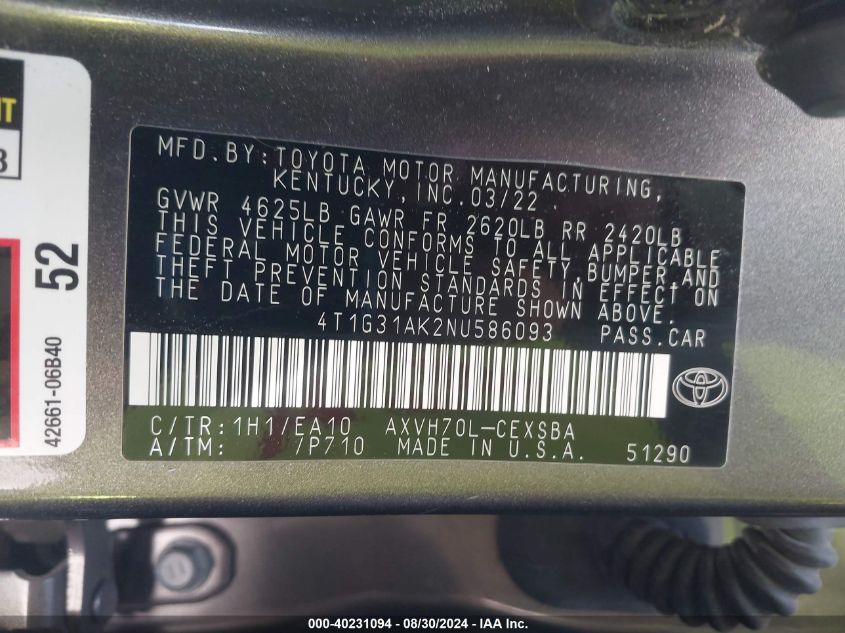 MFD.BY:TOYOTA MOTOR MANUFACTURING,
KENTUCKY,INC.03/22
GVWR 4625LB GAWR FR 2620LB RR 2420LB
THIS VEHICLE CONFORMS TO ALL APPLICABLE
FEDERAL MOTOR VEHICLE SAFETY,BUMPER,AND
THEFT PREVENTION STANDARDS IN EFFECT ON
THE DATE OF MANUFACTURE SHOWN ABOVE.
4T1G31AK2NU586093 PASS.CAR
C/TR:1H1/EA10 AXVH70L-CEXSBA
A/TM: 7P710 MADE IN U.S.A. 51290
52
42661-06B40
000-40231094 - 08/30/2024 - IAA Inc.